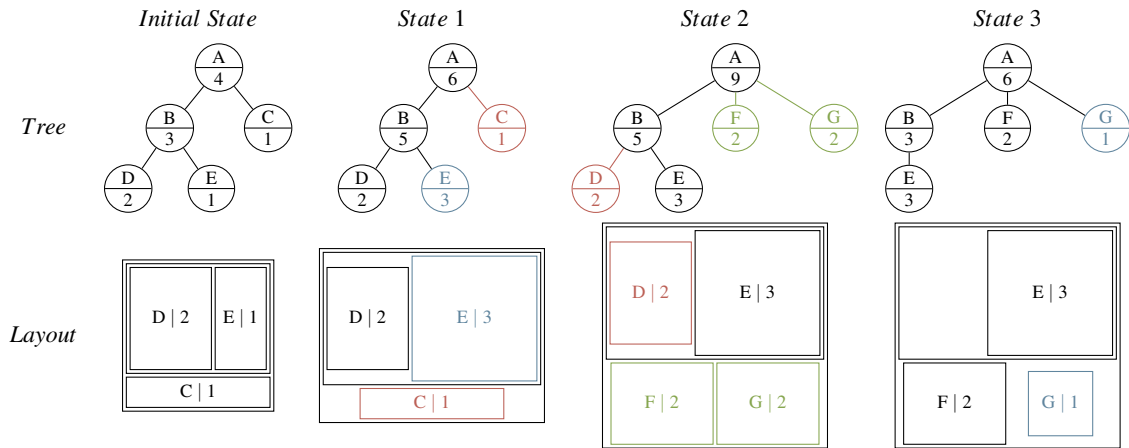 Initial State
State 1
State 2
State 3
Tree
A
4
B
3
C
1
D
2
E
1
A
6
B
5
C
1
D
2
E
3
A
9
B
5
F
2
G
2
D
2
E
3
A
6
B
3
F
2
G
1
E
3
Layout
D | 2
E | 1
C | 1
D | 2
E | 3
C | 1
D | 2
E | 3
F | 2
G | 2
E | 3
F | 2
G | 1